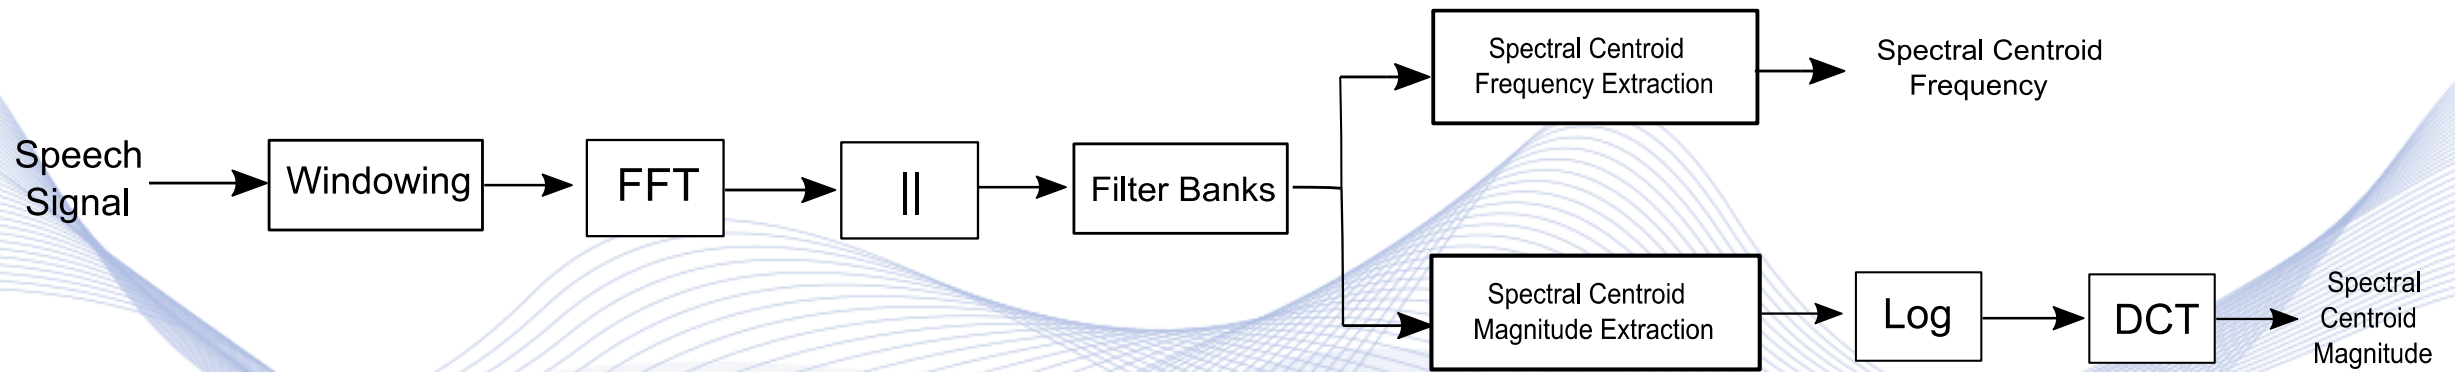 Speech
Signal
Windowing
FFT
||
Filter Banks
Spectral Centroid
Frequency Extraction
Spectral Centroid
Frequency
Spectral Centroid
Magnitude Extraction
Log
DCT
Spectral
Centroid
Magnitude